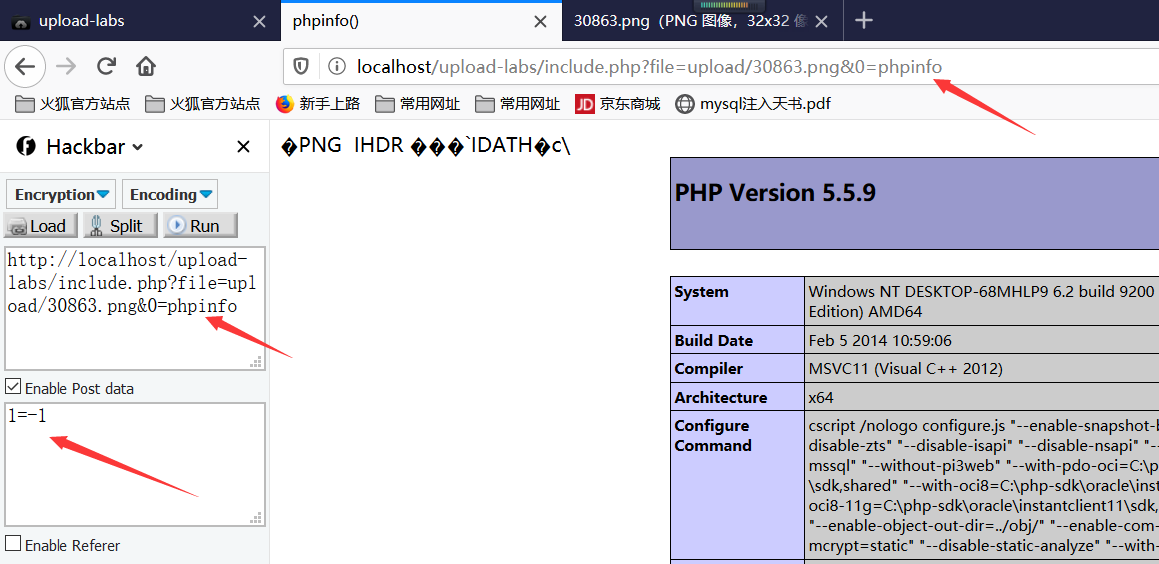 upload-labs
phpinfo()
30863.png（PNG 图像，32x32 像
localhost/upload-labs/include.php?file=upload/30863.png&0=phpinfo
火狐官方站点
火狐官方站点
新手上路
常用网址
常用网址
JD 京东商城
mysql注入天书.pdf
Hackbar
Encryption
Encoding
Load
Split
Run
http://localhost/upload-
labs/include.php?file=upl
oad/30863.png&0=phpinfo
Enable Post data
1=-1
Enable Referer
�PNG IHDR ���`IDATH�c\
PHP Version 5.5.9
System
Windows NT DESKTOP-68MHLP9 6.2 build 9200
Edition) AMD64
Build Date
Feb 5 2014 10:59:06
Compiler
MSVC11 (Visual C++ 2012)
Architecture
x64
Configure
Command
cscript /nologo configure.js "--enable-snapshot-b
disable-zts" "--disable-isapi" "--disable-nsapi" "--
mssql" "--without-pi3web" "--with-pdo-oci=C:\p
\sdk,shared" "--with-oci8=C:\php-sdk\oracle\inst
oci8-11g=C:\php-sdk\oracle\instantclient11\sdk,
"--enable-object-out-dir=../obj/" "--enable-com-
mcrypt=static" "--disable-static-analyze" "--with-